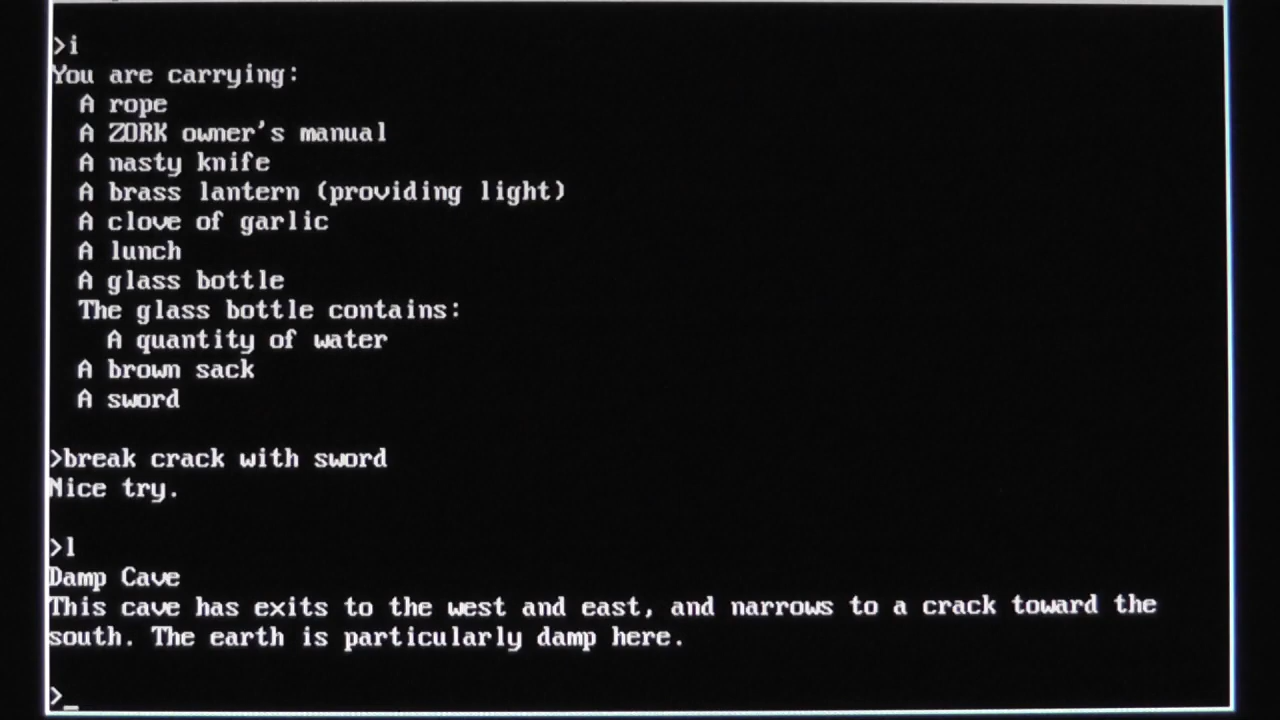 >i
You are carrying:
A rope
A ZORK owner's manual
A nasty knife
A brass lantern (providing light)
A clove of garlic
A lunch
A glass bottle
The glass bottle contains:
A quantity of water
A brown sack
A sword
>break crack with sword
Nice try.
>l
Damp Cave
This cave has exits to the west and east, and narrows to a crack toward the
south. The earth is particularly damp here.
>_